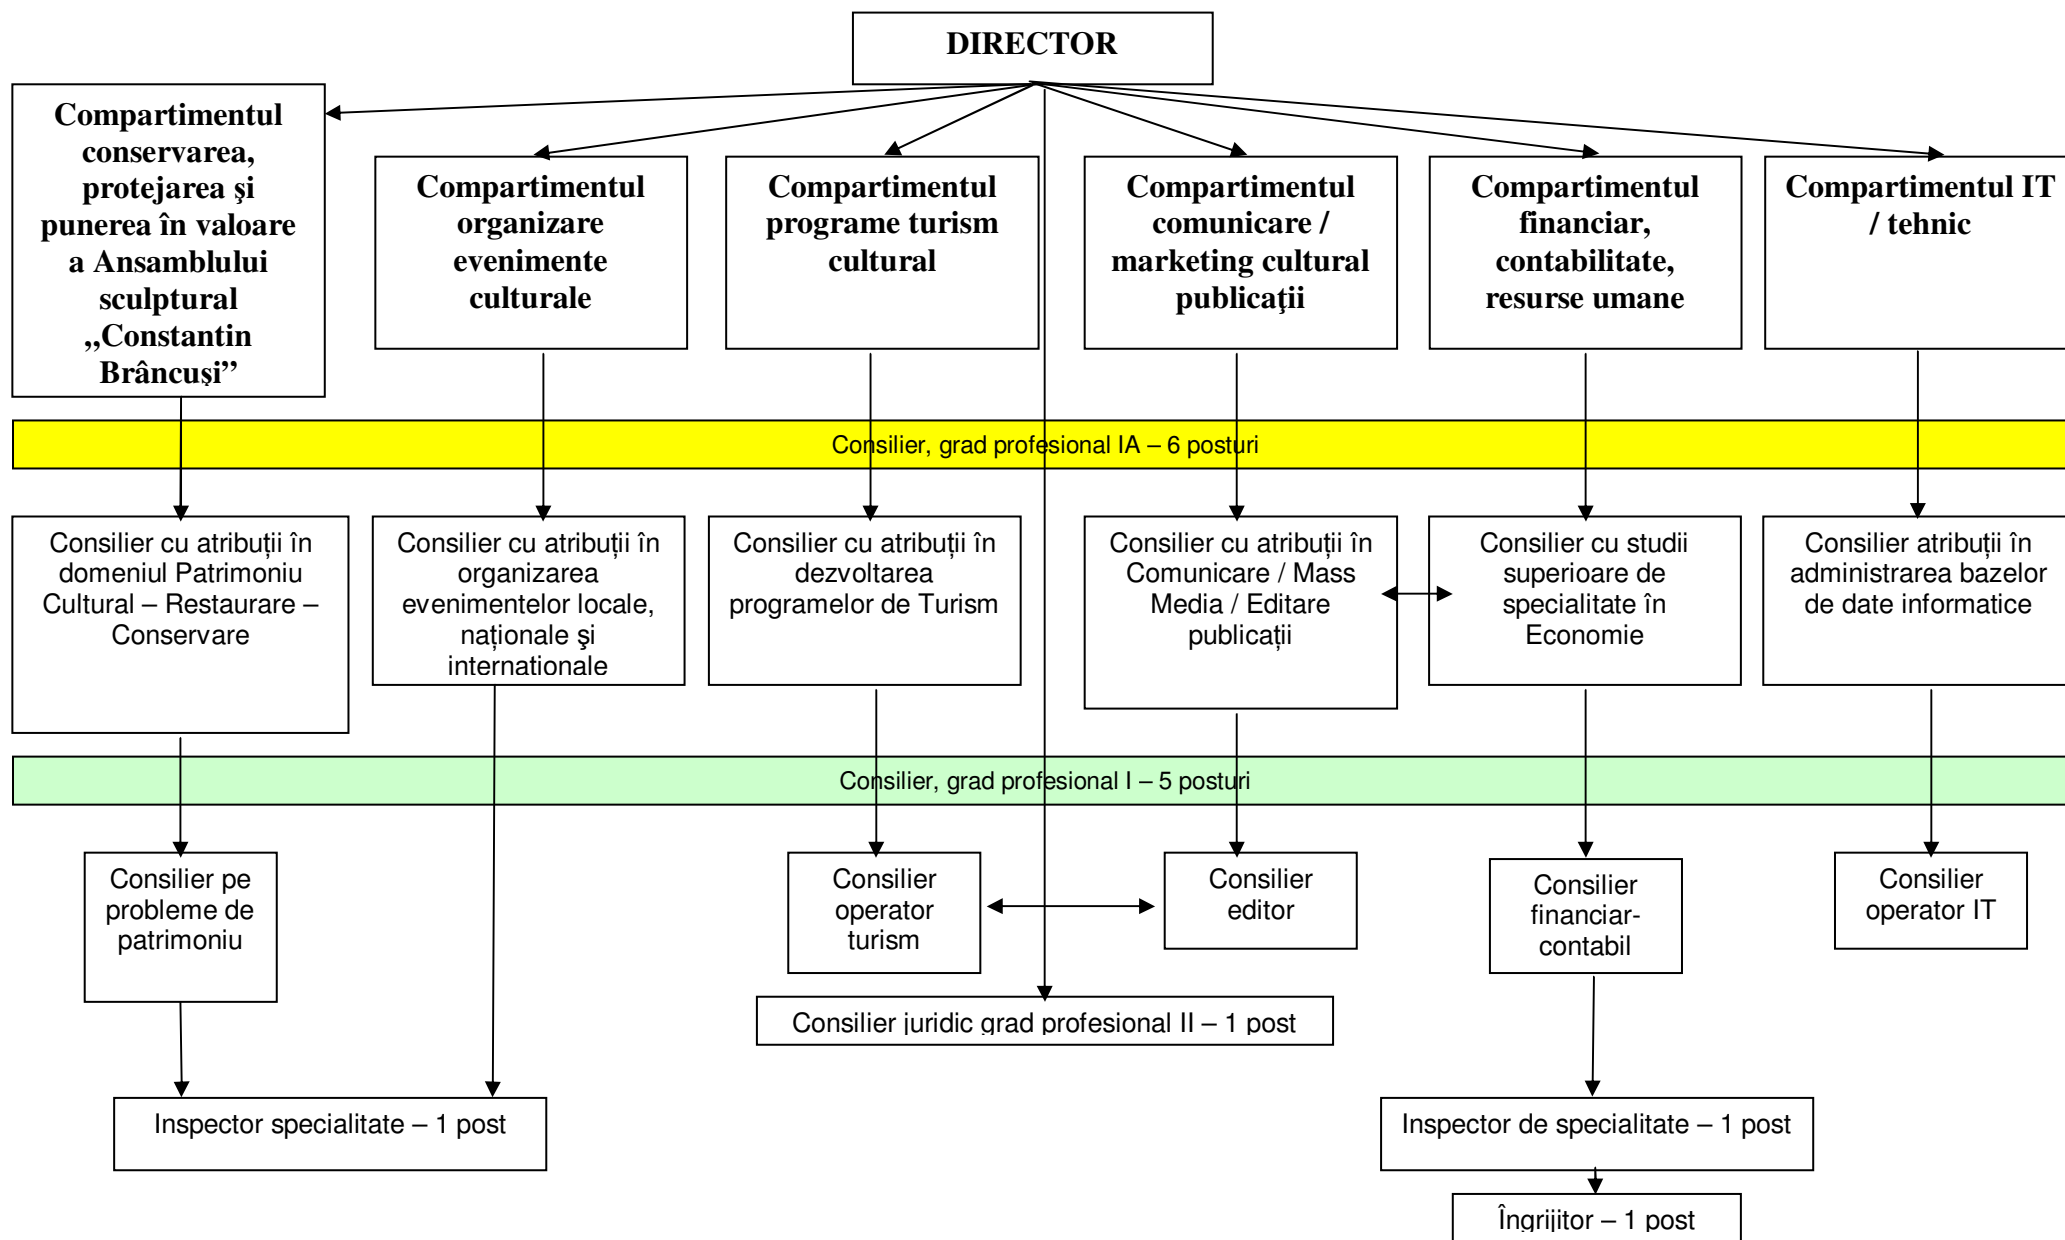 DIRECTOR
Compartimentul
conservarea,
protejarea şi
punerea în valoare
a Ansamblului
sculptural
„Constantin
Brâncuşi”
Compartimentul
organizare
evenimente
culturale
Compartimentul
programe turism
cultural
Compartimentul
comunicare /
marketing cultural
publicaţii
Compartimentul
financiar,
contabilitate,
resurse umane
Compartimentul IT
/ tehnic
Consilier, grad profesional IA – 6 posturi
Consilier cu atribuții în
domeniul Patrimoniu
Cultural – Restaurare –
Conservare
Consilier cu atribuții în
organizarea
evenimentelor locale,
naționale şi
internationale
Consilier cu atribuții în
dezvoltarea
programelor de Turism
Consilier cu atribuții în
Comunicare / Mass
Media / Editare
publicații
Consilier cu studii
superioare de
specialitate în
Economie
Consilier atribuții în
administrarea bazelor
de date informatice
Consilier, grad profesional I – 5 posturi
Consilier pe
probleme de
patrimoniu
Consilier
operator
turism
Consilier
editor
Consilier
financiar-
contabil
Consilier
operator IT
Consilier juridic grad profesional II – 1 post
Inspector specialitate – 1 post
Inspector de specialitate – 1 post
Îngrijitor – 1 post